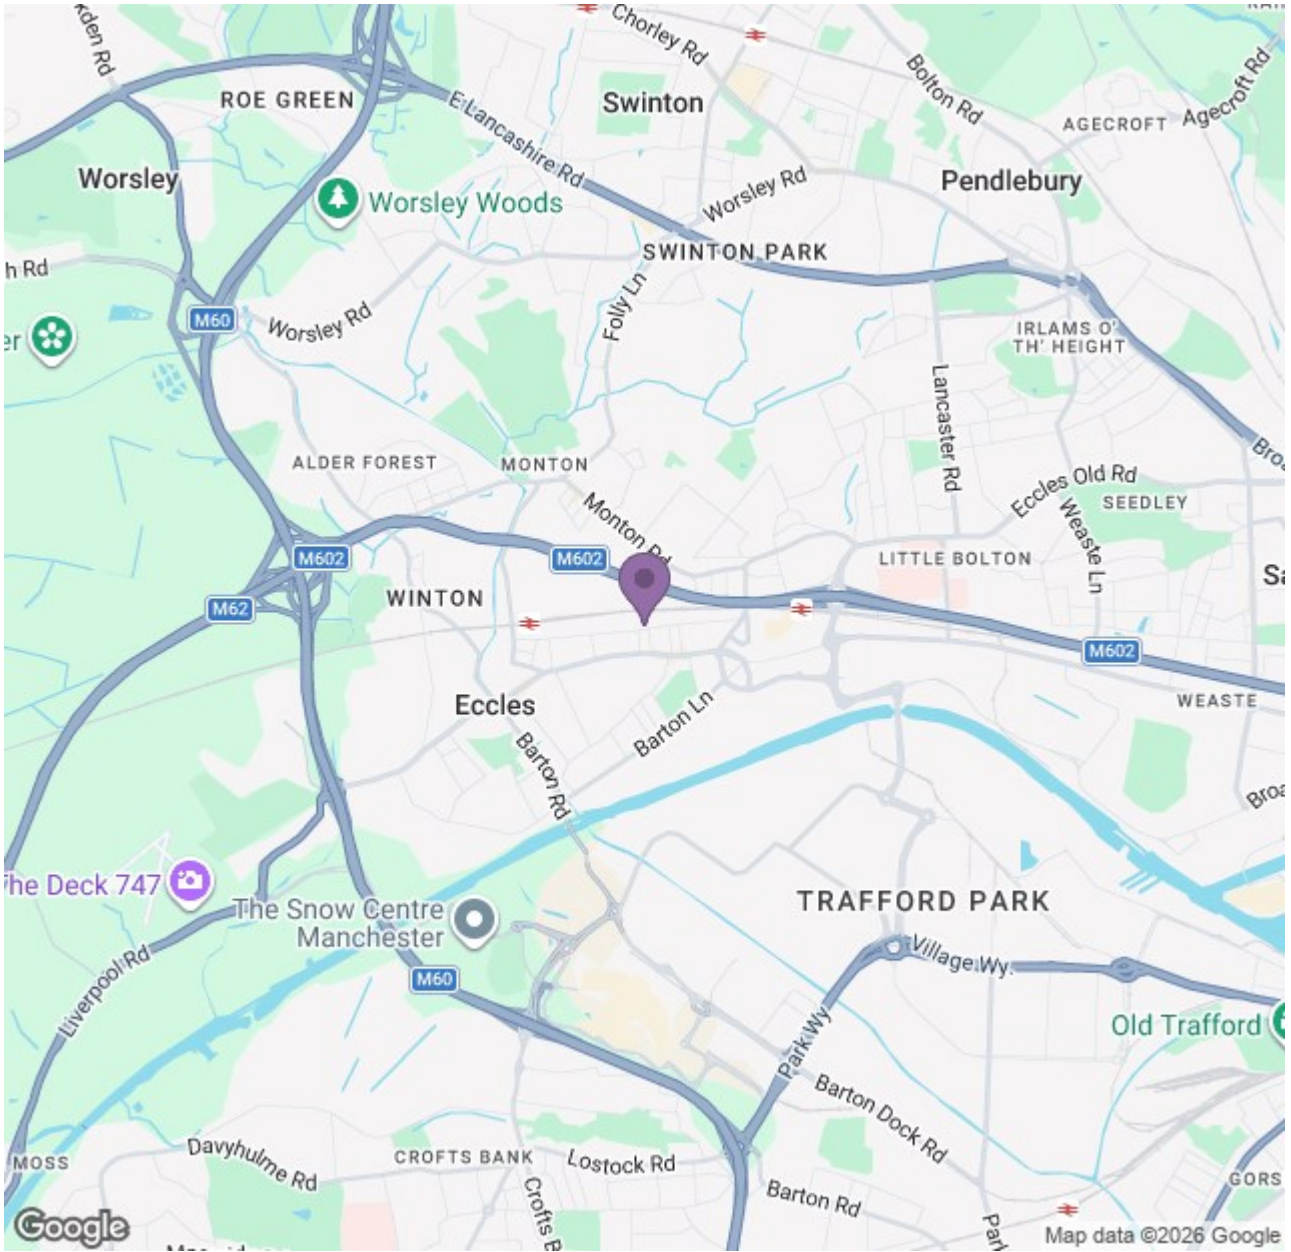 Chorley Rd
Bolton Rd
Agecroft Rd
ROE GREEN
Swinton
E Lancashire Rd
AGECROFT
Worsley
Worsley Rd
Pendlebury
Worsley Woods
SWINTON PARK
h Rd
Folly Ln
M60
Worsley Rd
IRLAMS O'
TH' HEIGHT
er
Lancaster Rd
ALDER FOREST
MONTON
Eccles Old Rd
SEEDLEY
Monton Rd
Weaste Ln
M602
M602
LITTLE BOLTON
M62
WINTON
M602
Eccles
Barton Ln
WEASTE
Barton Rd
The Deck 747
TRAFFORD PARK
The Snow Centre
Manchester
Village Wy.
Liverpool Rd
M60
Park Wy
Old Trafford
Barton Dock Rd
Davyhulme Rd
MOSS
CROFTS BANK
Lostock Rd
GORS
Barton Rd
Crofts B
Park
Google
Map data ©2026 Google